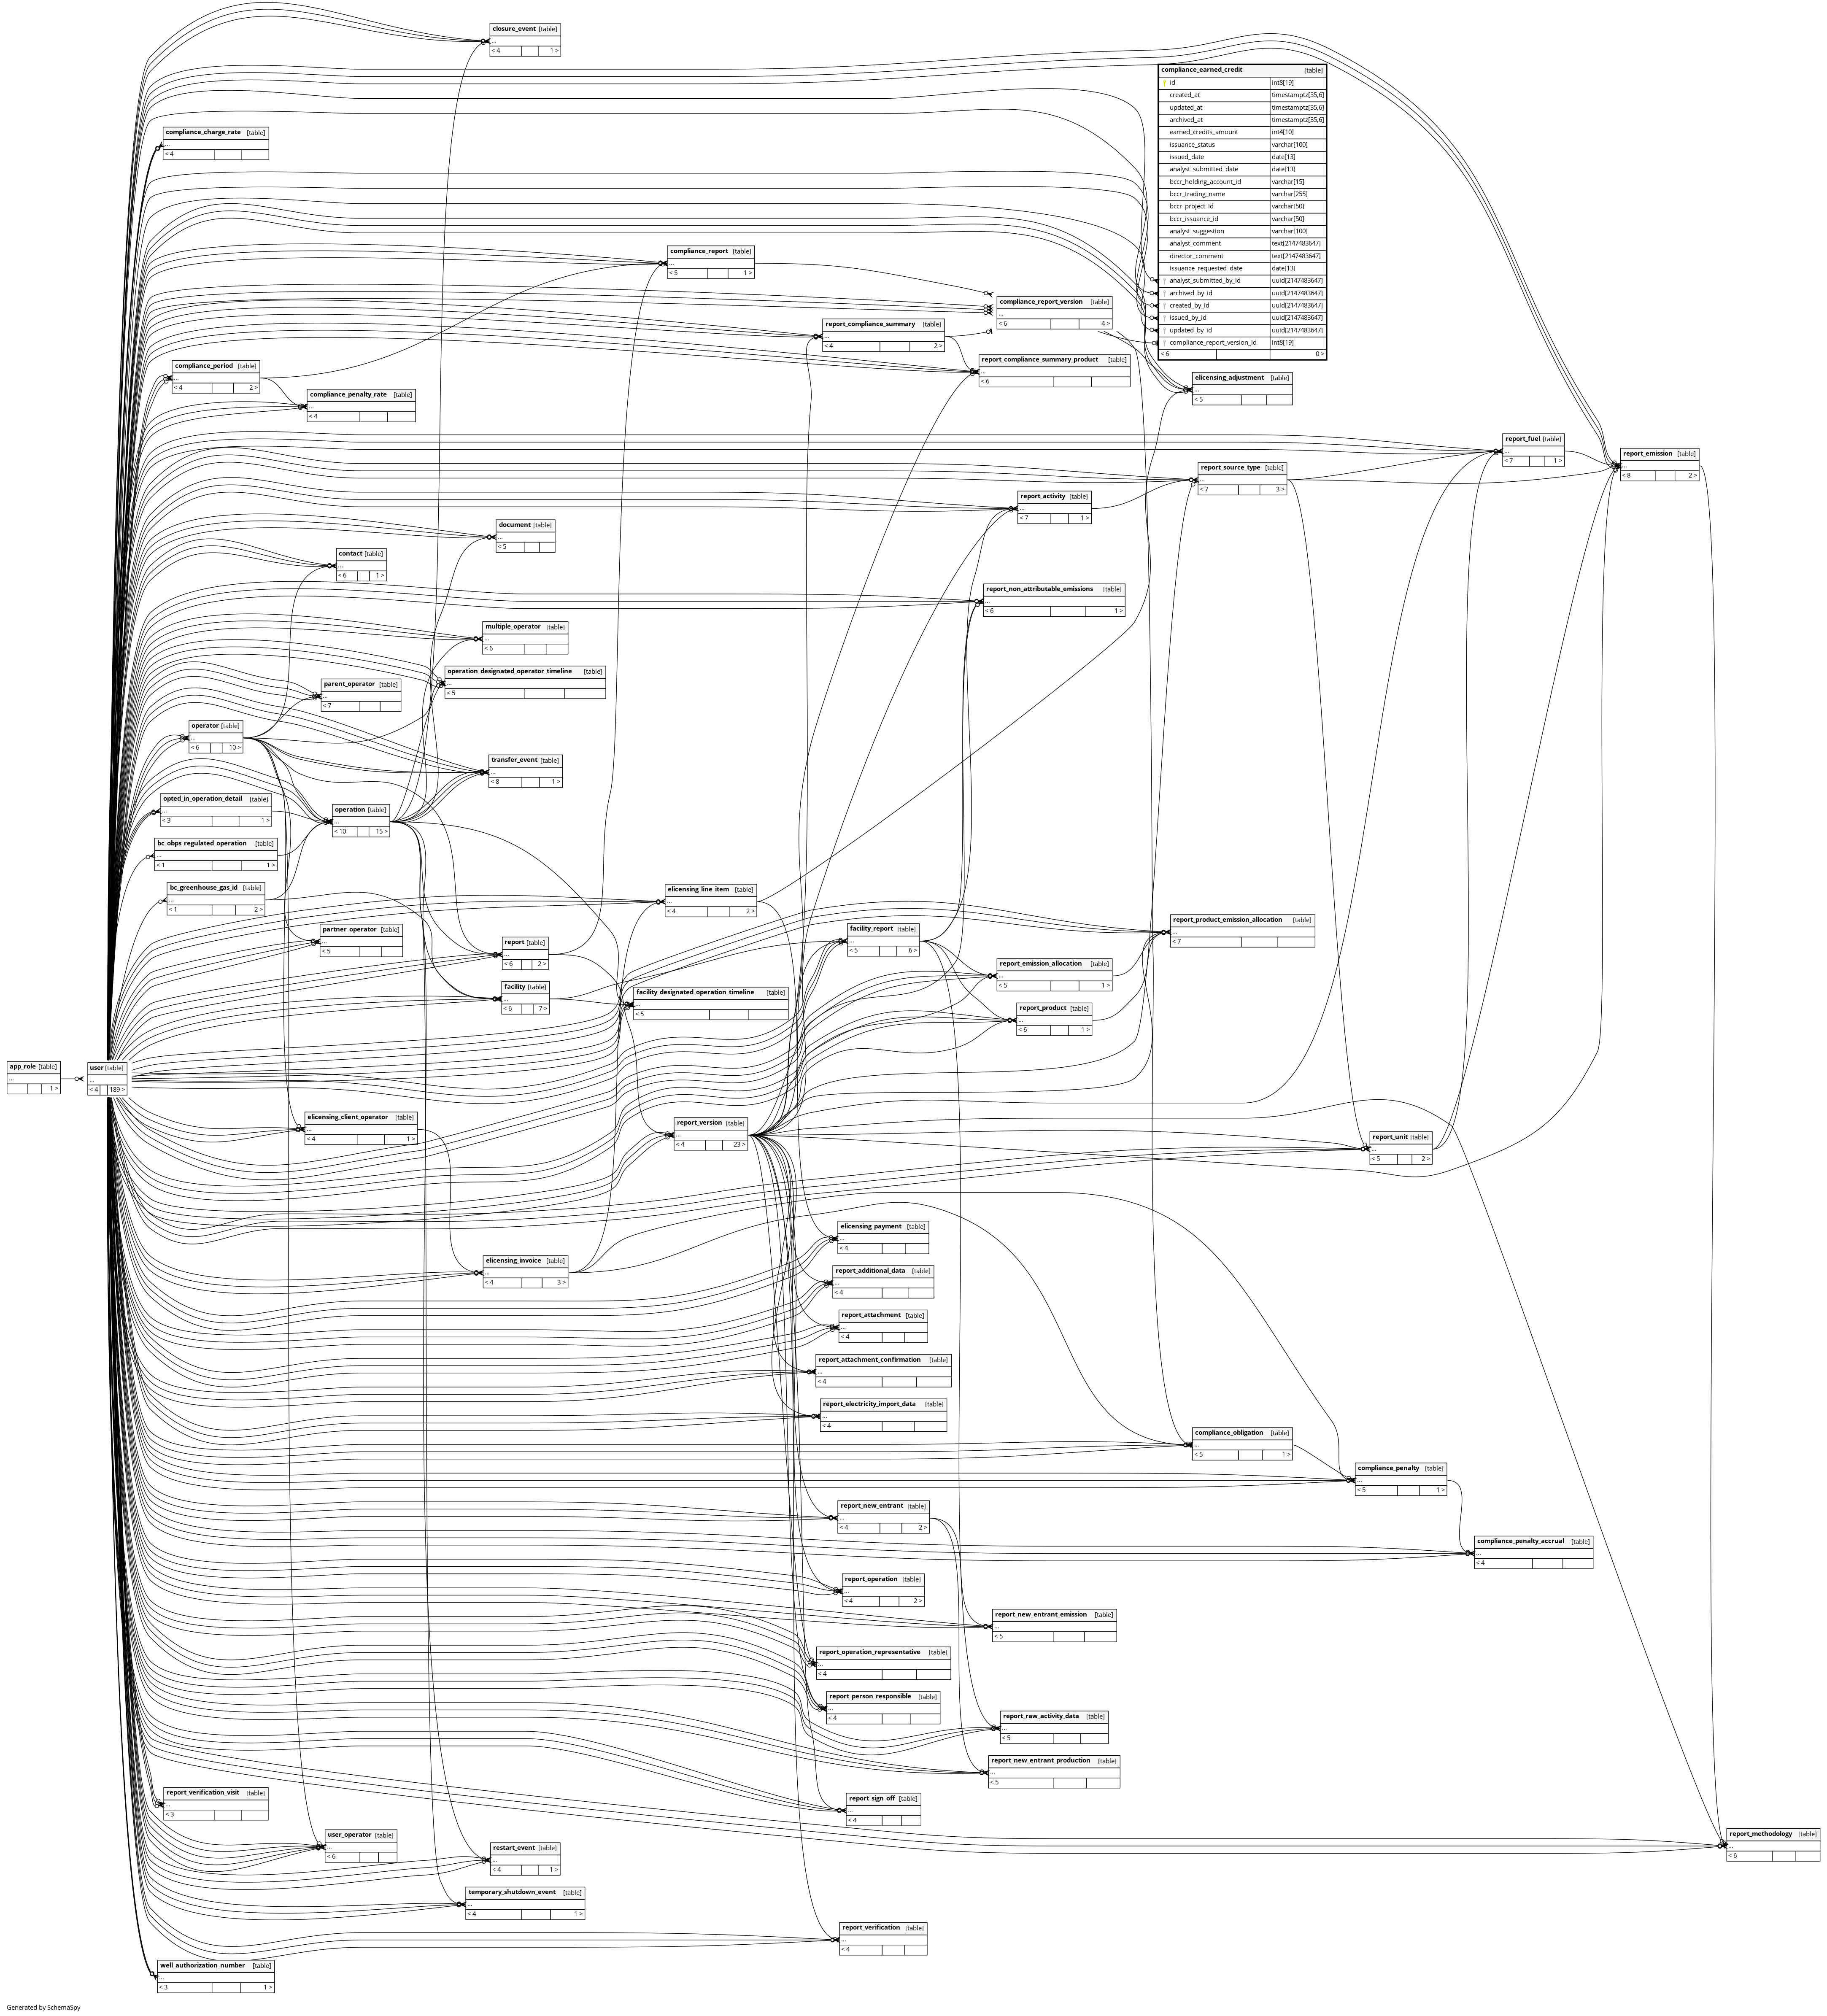 closure_event [table]
...
< 4 1 >
compliance_earned_credit [table]
id int8[19]
created_at timestamptz[35,6]
updated_at timestamptz[35,6]
archived_at timestamptz[35,6]
earned_credits_amount int4[10]
issuance_status varchar[100]
issued_date date[13]
analyst_submitted_date date[13]
bccr_holding_account_id varchar[15]
bccr_trading_name varchar[255]
bccr_project_id varchar[50]
bccr_issuance_id varchar[50]
analyst_suggestion varchar[100]
analyst_comment text[2147483647]
director_comment text[2147483647]
issuance_requested_date date[13]
analyst_submitted_by_id uuid[2147483647]
archived_by_id uuid[2147483647]
created_by_id uuid[2147483647]
issued_by_id uuid[2147483647]
updated_by_id uuid[2147483647]
compliance_report_version_id int8[19]
< 6 0 >
compliance_charge_rate [table]
...
< 4
compliance_report [table]
...
< 5 1 >
compliance_report_version [table]
...
< 6 4 >
report_compliance_summary [table]
...
< 4 2 >
report_compliance_summary_product [table]
...
< 6
compliance_period [table]
...
< 4 2 >
elicensing_adjustment [table]
...
< 5
compliance_penalty_rate [table]
...
< 4
report_fuel [table]
...
< 7 1 >
report_emission [table]
...
< 8 2 >
report_source_type [table]
...
< 7 3 >
report_activity [table]
...
< 7 1 >
document [table]
...
< 5
contact [table]
...
< 6 1 >
report_non_attributable_emissions [table]
...
< 6 1 >
multiple_operator [table]
...
< 6
operation_designated_operator_timeline [table]
...
< 5
parent_operator [table]
...
< 7
operator [table]
...
< 6 10 >
transfer_event [table]
...
< 8 1 >
opted_in_operation_detail [table]
...
< 3 1 >
operation [table]
...
< 10 15 >
bc_obps_regulated_operation [table]
...
< 1 1 >
bc_greenhouse_gas_id [table]
...
< 1 2 >
elicensing_line_item [table]
...
< 4 2 >
report_product_emission_allocation [table]
...
< 7
partner_operator [table]
...
< 5
facility_report [table]
...
< 5 6 >
report [table]
...
< 6 2 >
report_emission_allocation [table]
...
< 5 1 >
facility [table]
...
< 6 7 >
facility_designated_operation_timeline [table]
...
< 5
report_product [table]
...
< 6 1 >
app_role [table]
...
1 >
user [table]
...
< 4 189 >
elicensing_client_operator [table]
...
< 4 1 >
report_version [table]
...
< 4 23 >
report_unit [table]
...
< 5 2 >
elicensing_payment [table]
...
< 4
elicensing_invoice [table]
...
< 4 3 >
report_additional_data [table]
...
< 4
report_attachment [table]
...
< 4
report_attachment_confirmation [table]
...
< 4
report_electricity_import_data [table]
...
< 4
compliance_obligation [table]
...
< 5 1 >
compliance_penalty [table]
...
< 5 1 >
report_new_entrant [table]
...
< 4 2 >
compliance_penalty_accrual [table]
...
< 4
report_operation [table]
...
< 4 2 >
report_new_entrant_emission [table]
...
< 5
report_operation_representative [table]
...
< 4
report_person_responsible [table]
...
< 4
report_raw_activity_data [table]
...
< 5
report_new_entrant_production [table]
...
< 5
report_verification_visit [table]
...
< 3
report_sign_off [table]
...
< 4
user_operator [table]
...
< 6
report_methodology [table]
...
< 6
restart_event [table]
...
< 4 1 >
temporary_shutdown_event [table]
...
< 4 1 >
report_verification [table]
...
< 4
well_authorization_number [table]
...
< 3 1 >
Generated by SchemaSpy